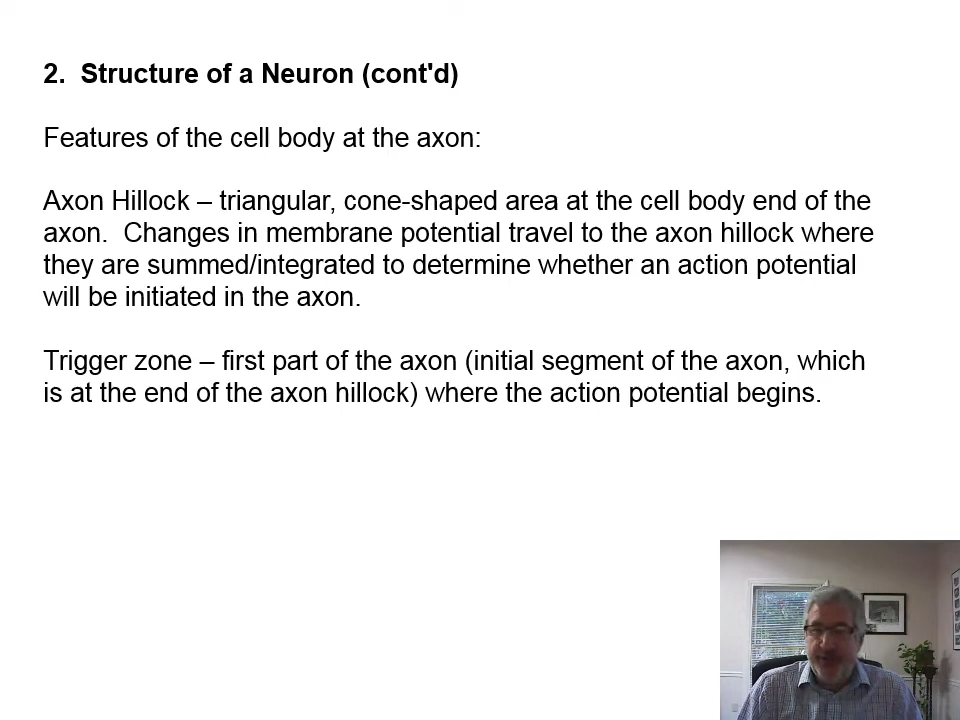 2.  Structure of a Neuron (cont'd)
Features of the cell body at the axon:
Axon Hillock – triangular, cone-shaped area at the cell body end of the
axon.  Changes in membrane potential travel to the axon hillock where
they are summed/integrated to determine whether an action potential
will be initiated in the axon.
Trigger zone – first part of the axon (initial segment of the axon, which
is at the end of the axon hillock) where the action potential begins.